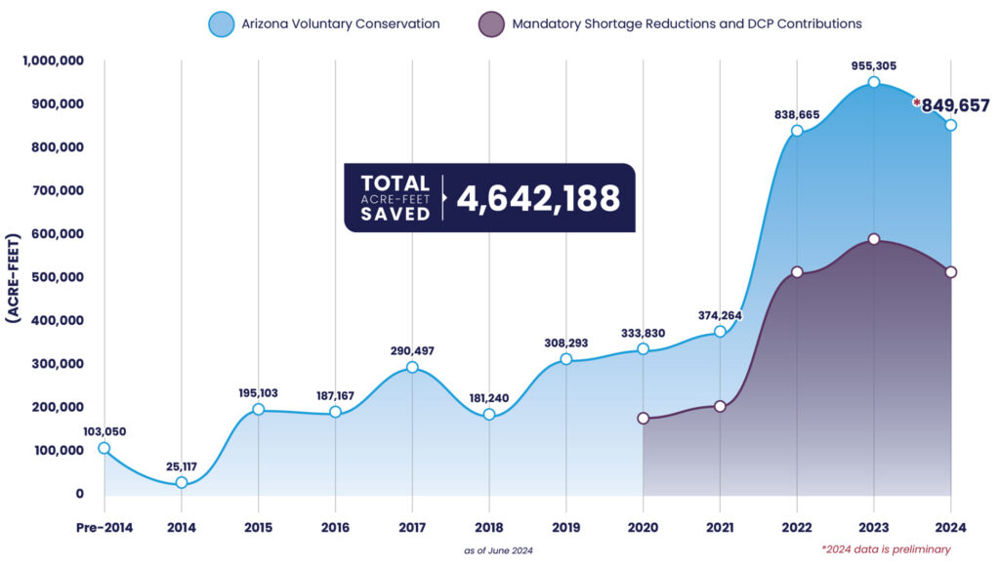 Arizona Voluntary Conservation
Mandatory Shortage Reductions and DCP Contributions
1,000,000
900,000
800,000
700,000
600,000
500,000
400,000
300,000
200,000
100,000
0
(ACRE-FEET)
TOTAL
ACRE-FEET
SAVED
4,642,188
103,050
25,117
195,103
187,167
290,497
181,240
308,293
333,830
374,264
838,665
955,305
*849,657
Pre-2014 2014 2015 2016 2017 2018 2019 2020 2021 2022 2023 2024
as of June 2024
*2024 data is preliminary